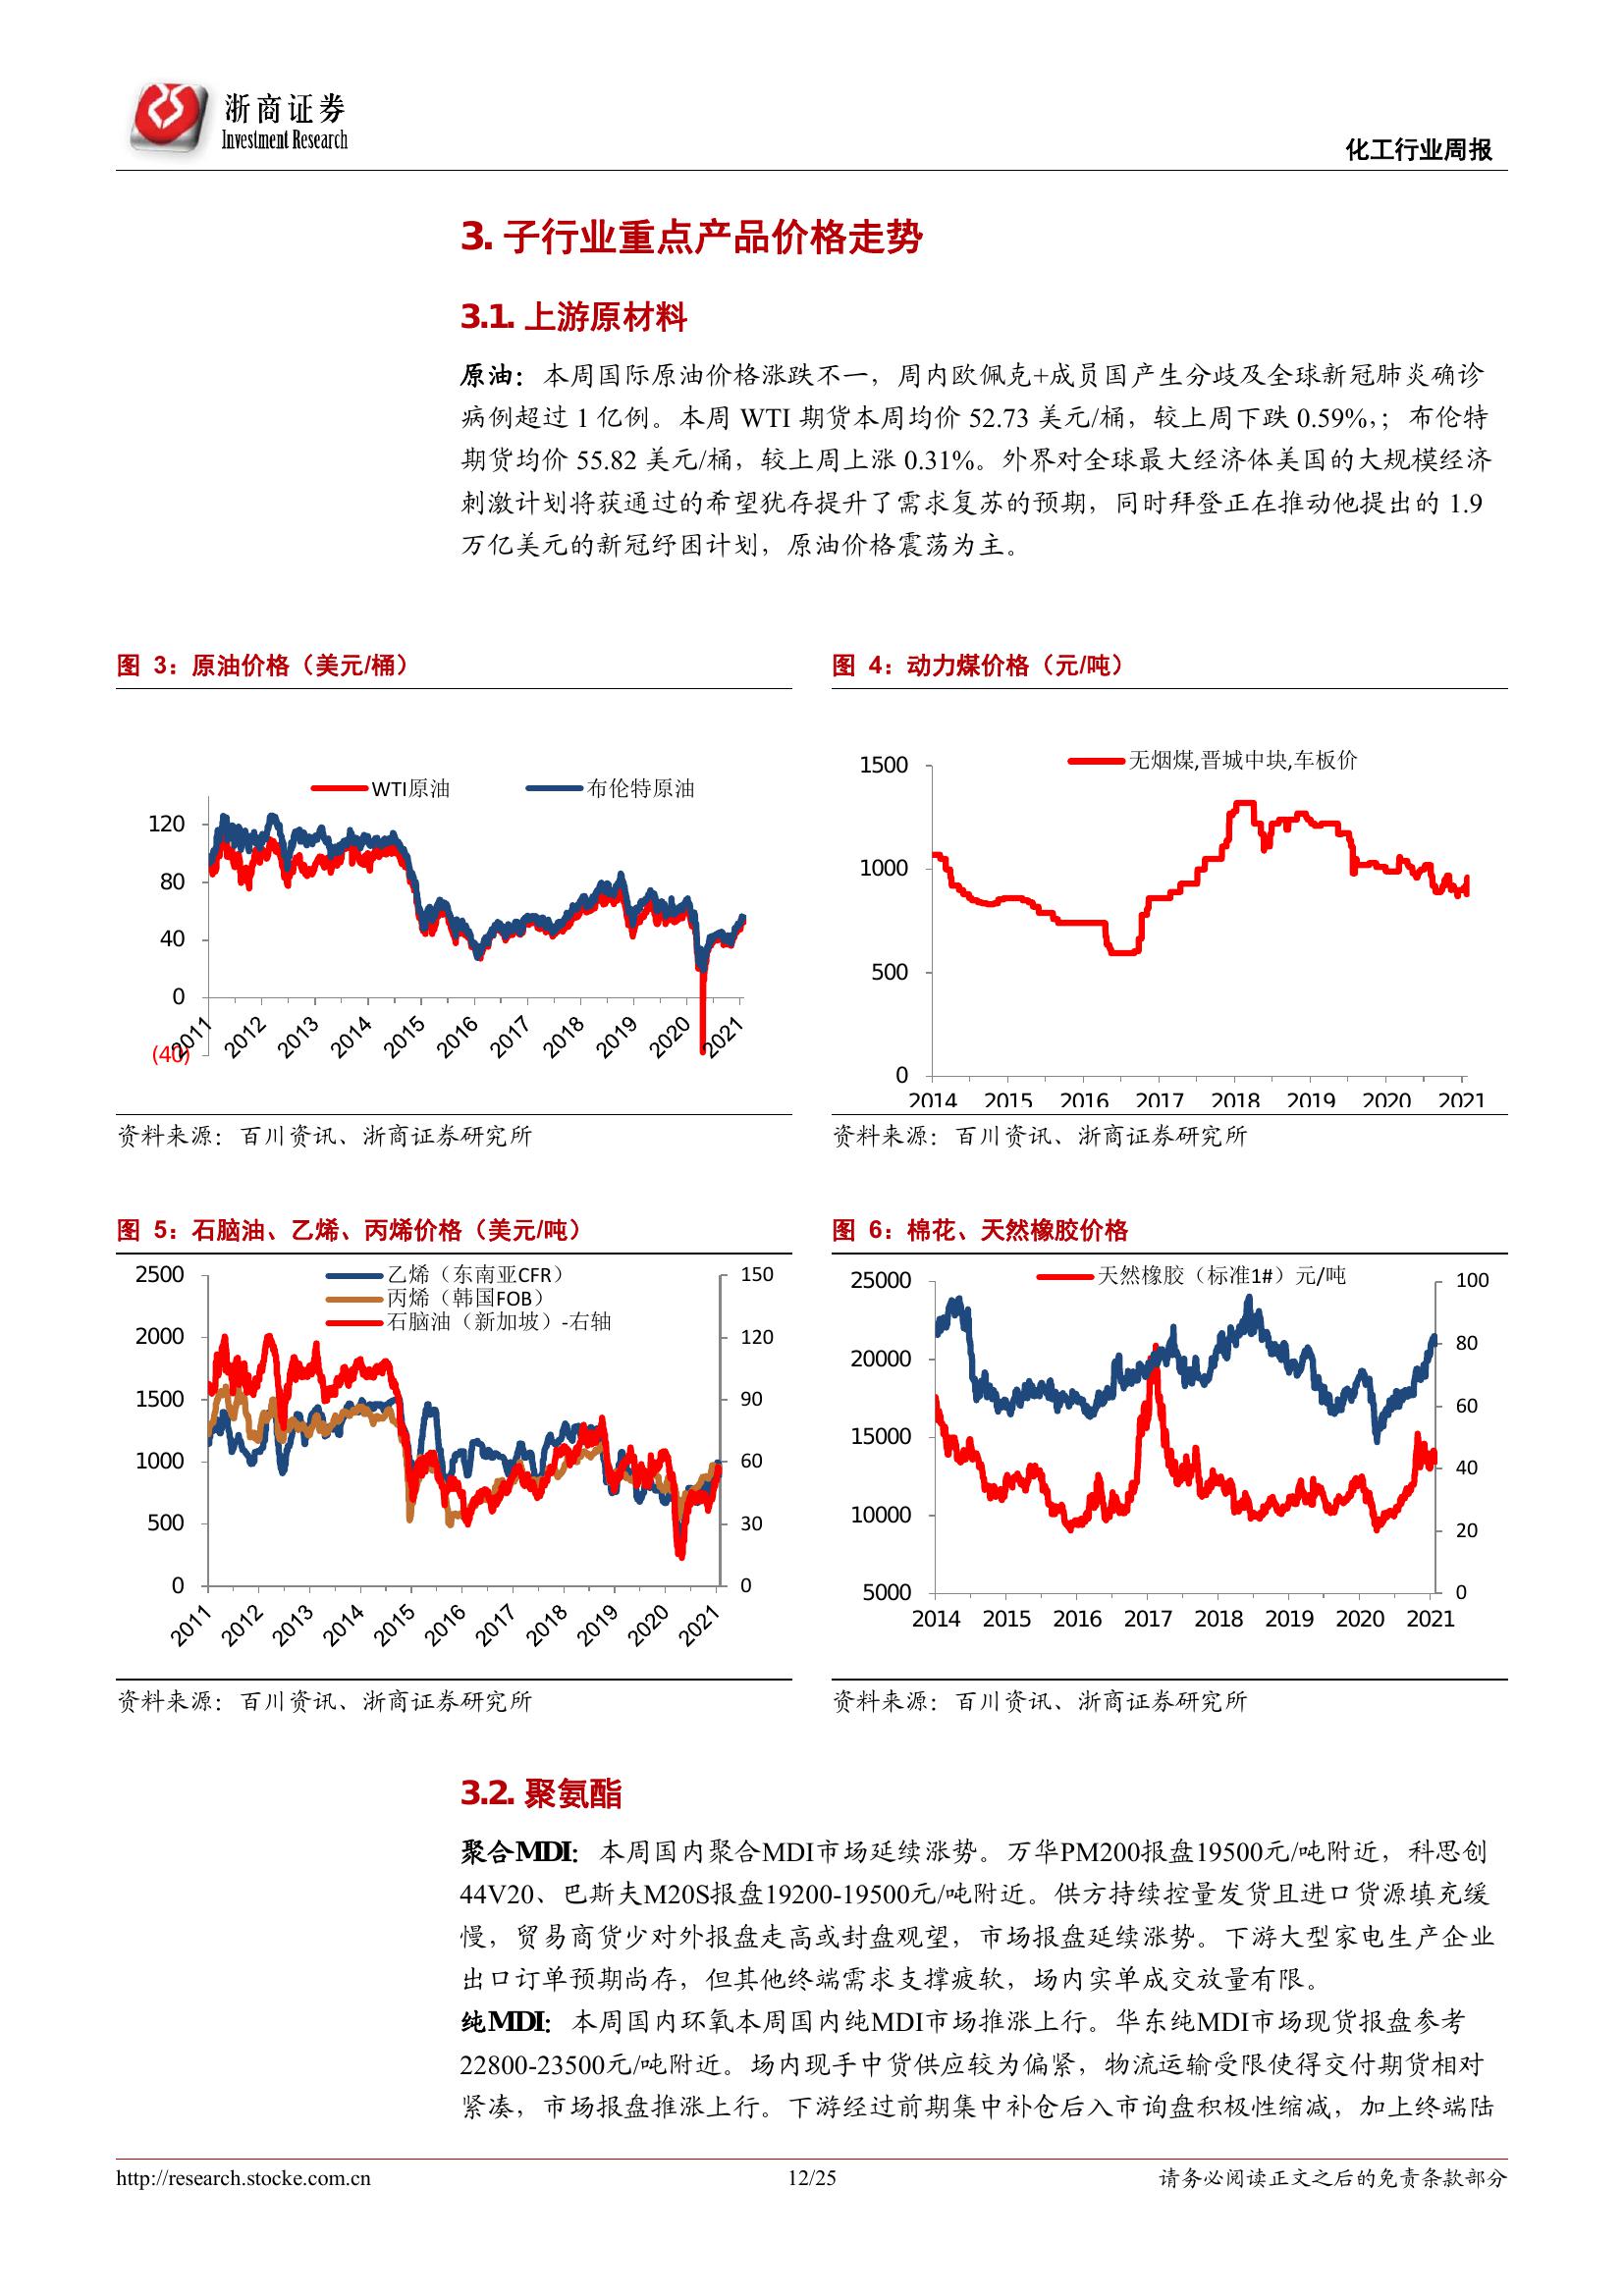 浙商证券
Investment Research
化工行业周报
3. 子行业重点产品价格走势
3.1. 上游原材料
原油：本周国际原油价格涨跌不一，周内欧佩克+成员国产生分歧及全球新冠肺炎确诊
病例超过 1 亿例。本周 WTI 期货本周均价 52.73 美元/桶，较上周下跌 0.59%,；布伦特
期货均价 55.82 美元/桶，较上周上涨 0.31%。外界对全球最大经济体美国的大规模经济
刺激计划将获通过的希望犹存提升了需求复苏的预期，同时拜登正在推动他提出的 1.9
万亿美元的新冠纾困计划，原油价格震荡为主。
图 3：原油价格（美元/桶）
WTI原油 布伦特原油
120
80
40
0
(40)
2011 2012 2013 2014 2015 2016 2017 2018 2019 2020 2021
资料来源：百川资讯、浙商证券研究所
图 4：动力煤价格（元/吨）
无烟煤,晋城中块,车板价
1500
1000
500
0
2014 2015 2016 2017 2018 2019 2020 2021
资料来源：百川资讯、浙商证券研究所
图 5：石脑油、乙烯、丙烯价格（美元/吨）
乙烯（东南亚CFR）
丙烯（韩国FOB）
石脑油（新加坡）-右轴
2500 150
2000 120
1500 90
1000 60
500 30
0 0
2011 2012 2013 2014 2015 2016 2017 2018 2019 2020 2021
资料来源：百川资讯、浙商证券研究所
图 6：棉花、天然橡胶价格
天然橡胶（标准1#）元/吨
25000
20000
15000
10000
5000
100
80
60
40
20
0
2014 2015 2016 2017 2018 2019 2020 2021
资料来源：百川资讯、浙商证券研究所
3.2. 聚氨酯
聚合MDI：本周国内聚合MDI市场延续涨势。万华PM200报盘19500元/吨附近，科思创
44V20、巴斯夫M20S报盘19200-19500元/吨附近。供方持续控量发货且进口货源填充缓
慢，贸易商货少对外报盘走高或封盘观望，市场报盘延续涨势。下游大型家电生产企业
出口订单预期尚存，但其他终端需求支撑疲软，场内实单成交放量有限。
纯MDI：本周国内环氧本周国内纯MDI市场推涨上行。华东纯MDI市场现货报盘参考
22800-23500元/吨附近。场内现手中货供应较为偏紧，物流运输受限使得交付期货相对
紧凑，市场报盘推涨上行。下游经过前期集中补仓后入市询盘积极性缩减，加上终端陆
http://research.stocke.com.cn
12/25
请务必阅读正文之后的免责条款部分